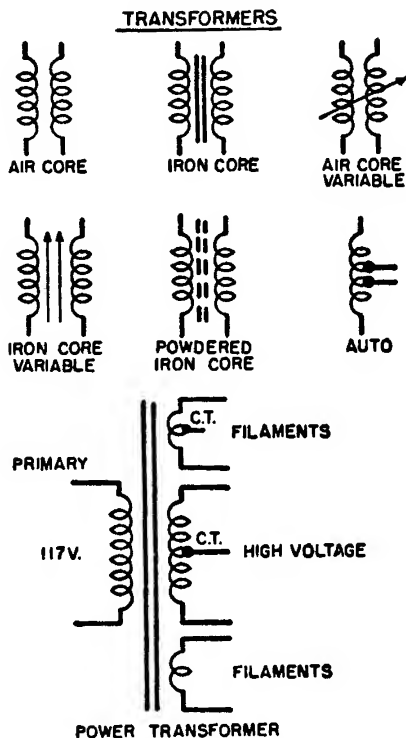 TRANSFORMERS
AIR CORE
IRON CORE
AIR CORE
VARIABLE
IRON CORE
VARIABLE
POWDERED
IRON CORE
AUTO
C.T.
FILAMENTS
PRIMARY
117V.
C.T.
HIGH VOLTAGE
FILAMENTS
POWER TRANSFORMER